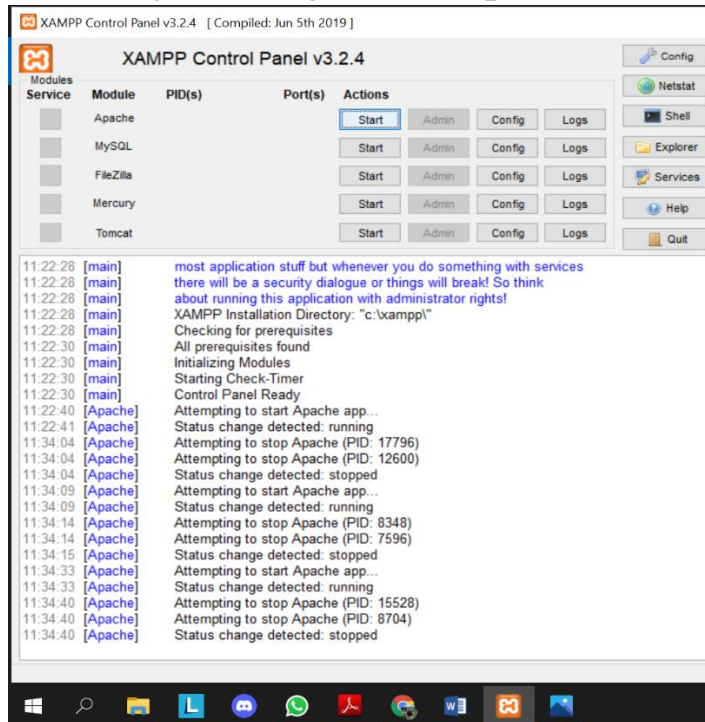 XAMPP Control Panel v3.2.4 [ Compiled: Jun 5th 2019 ]
XAMPP Control Panel v3.2.4
Config
Modules
Netstat
Service Module PID(s) Port(s) Actions
Apache Start Admin Config Logs Shell
MySQL Start Admin Config Logs Explorer
FileZilla Start Admin Config Logs Services
Mercury Start Admin Config Logs Help
Tomcat Start Admin Config Logs Quit
11:22:28 [main] most application stuff but whenever you do something with services
11:22:28 [main] there will be a security dialogue or things will break! So think
11:22:28 [main] about running this application with administrator rights!
11:22:28 [main] XAMPP Installation Directory: "c:\xampp\"
11:22:28 [main] Checking for prerequisites
11:22:30 [main] All prerequisites found
11:22:30 [main] Initializing Modules
11:22:30 [main] Starting Check-Timer
11:22:30 [main] Control Panel Ready
11:22:40 [Apache] Attempting to start Apache app...
11:22:41 [Apache] Status change detected: running
11:34:04 [Apache] Attempting to stop Apache (PID: 17796)
11:34:04 [Apache] Attempting to stop Apache (PID: 12600)
11:34:04 [Apache] Status change detected: stopped
11:34:09 [Apache] Attempting to start Apache app...
11:34:09 [Apache] Status change detected: running
11:34:14 [Apache] Attempting to stop Apache (PID: 8348)
11:34:14 [Apache] Attempting to stop Apache (PID: 7596)
11:34:15 [Apache] Status change detected: stopped
11:34:33 [Apache] Attempting to start Apache app...
11:34:33 [Apache] Status change detected: running
11:34:40 [Apache] Attempting to stop Apache (PID: 15528)
11:34:40 [Apache] Attempting to stop Apache (PID: 8704)
11:34:40 [Apache] Status change detected: stopped
L W